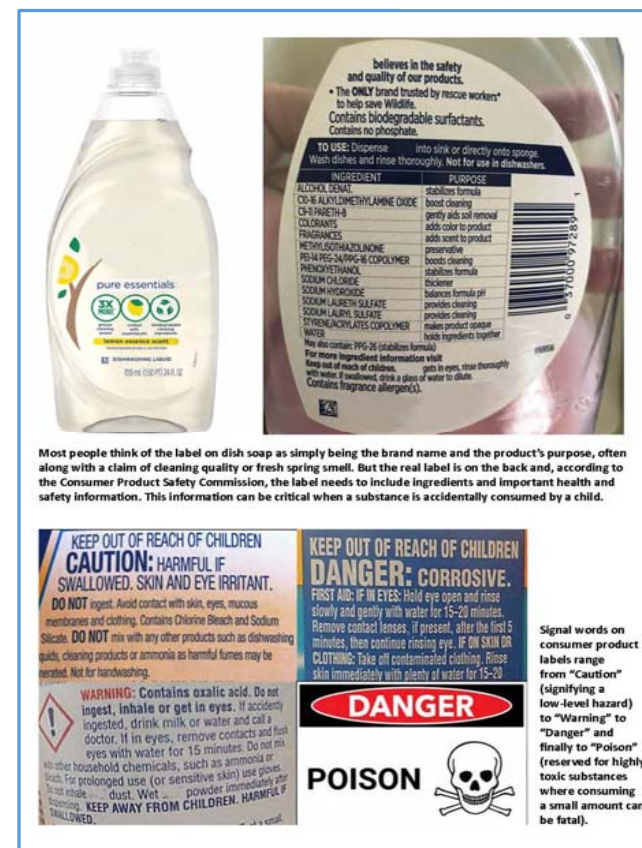 pure essentials
3X
MORE
lemon essence scent
DISHWASHING LIQUID
believes in the safety
and quality of our products.
• The ONLY brand trusted by rescue workers*
to help save Wildlife.
Contains biodegradable surfactants.
Contains no phosphate.
TO USE: Dispense into sink or directly onto sponge.
Wash dishes and rinse thoroughly. Not for use in dishwashers.
INGREDIENT PURPOSE
ALCOHOL DENAT. stabilizes formula
C10-16 ALKYLDIMETHYLAMINE OXIDE boost cleaning
C9-11 PARETH-8 gently aids soil removal
COLORANTS adds color to product
FRAGRANCES adds scent to product
METHYLISOTHIAZOLINONE preservative
PEI-14 PEG-24/PPG-16 COPOLYMER boosts cleaning
PHENOXYETHANOL stabilizes formula
SODIUM CHLORIDE thickener
SODIUM HYDROXIDE balances formula pH
SODIUM LAURETH SULFATE provides cleaning
SODIUM LAURYL SULFATE provides cleaning
STYRENE/ACRYLATES COPOLYMER makes product opaque
WATER holds ingredients together
May also contain: PPG-26 (stabilizes formula)
For more ingredient information visit
Keep out of reach of children. gets in eyes, rinse thoroughly
with water. If swallowed, drink a glass of water to dilute.
Contains fragrance allergen(s).
0 37000 97289 1
Most people think of the label on dish soap as simply being the brand name and the product's purpose, often
along with a claim of cleaning quality or fresh spring smell. But the real label is on the back and, according to
the Consumer Product Safety Commission, the label needs to include ingredients and important health and
safety information. This information can be critical when a substance is accidentally consumed by a child.
KEEP OUT OF REACH OF CHILDREN
CAUTION: HARMFUL IF
SWALLOWED. SKIN AND EYE IRRITANT.
DO NOT ingest. Avoid contact with skin, eyes, mucous
membranes and clothing. Contains Chlorine Bleach and Sodium
Silicate. DO NOT mix with any other products such as dishwashing
quids, cleaning products or ammonia as harmful fumes may be
nerated. Not for handwashing.
KEEP OUT OF REACH OF CHILDREN
DANGER: CORROSIVE.
FIRST AID: IF IN EYES: Hold eye open and rinse
slowly and gently with water for 15-20 minutes.
Remove contact lenses, if present, after the first 5
minutes, then continue rinsing eye. IF ON SKIN OR
CLOTHING: Take off contaminated clothing. Rinse
skin immediately with plenty of water for 15-20
WARNING: Contains oxalic acid. Do not
ingest, inhale or get in eyes. If accidently
ingested, drink milk or water and call a
doctor. If in eyes, remove contacts and flush
eyes with water for 15 minutes. Do not mix
with other household chemicals, such as ammonia or
bleach. For prolonged use (or sensitive skin) use gloves.
Do not inhale dust. Wet powder immediately after
dispensing. KEEP AWAY FROM CHILDREN. HARMFUL IF
SWALLOWED.
DANGER
POISON
Signal words on
consumer product
labels range
from "Caution"
(signifying a
low-level hazard)
to "Warning" to
"Danger" and
finally to "Poison"
(reserved for highly
toxic substances
where consuming
a small amount can
be fatal).